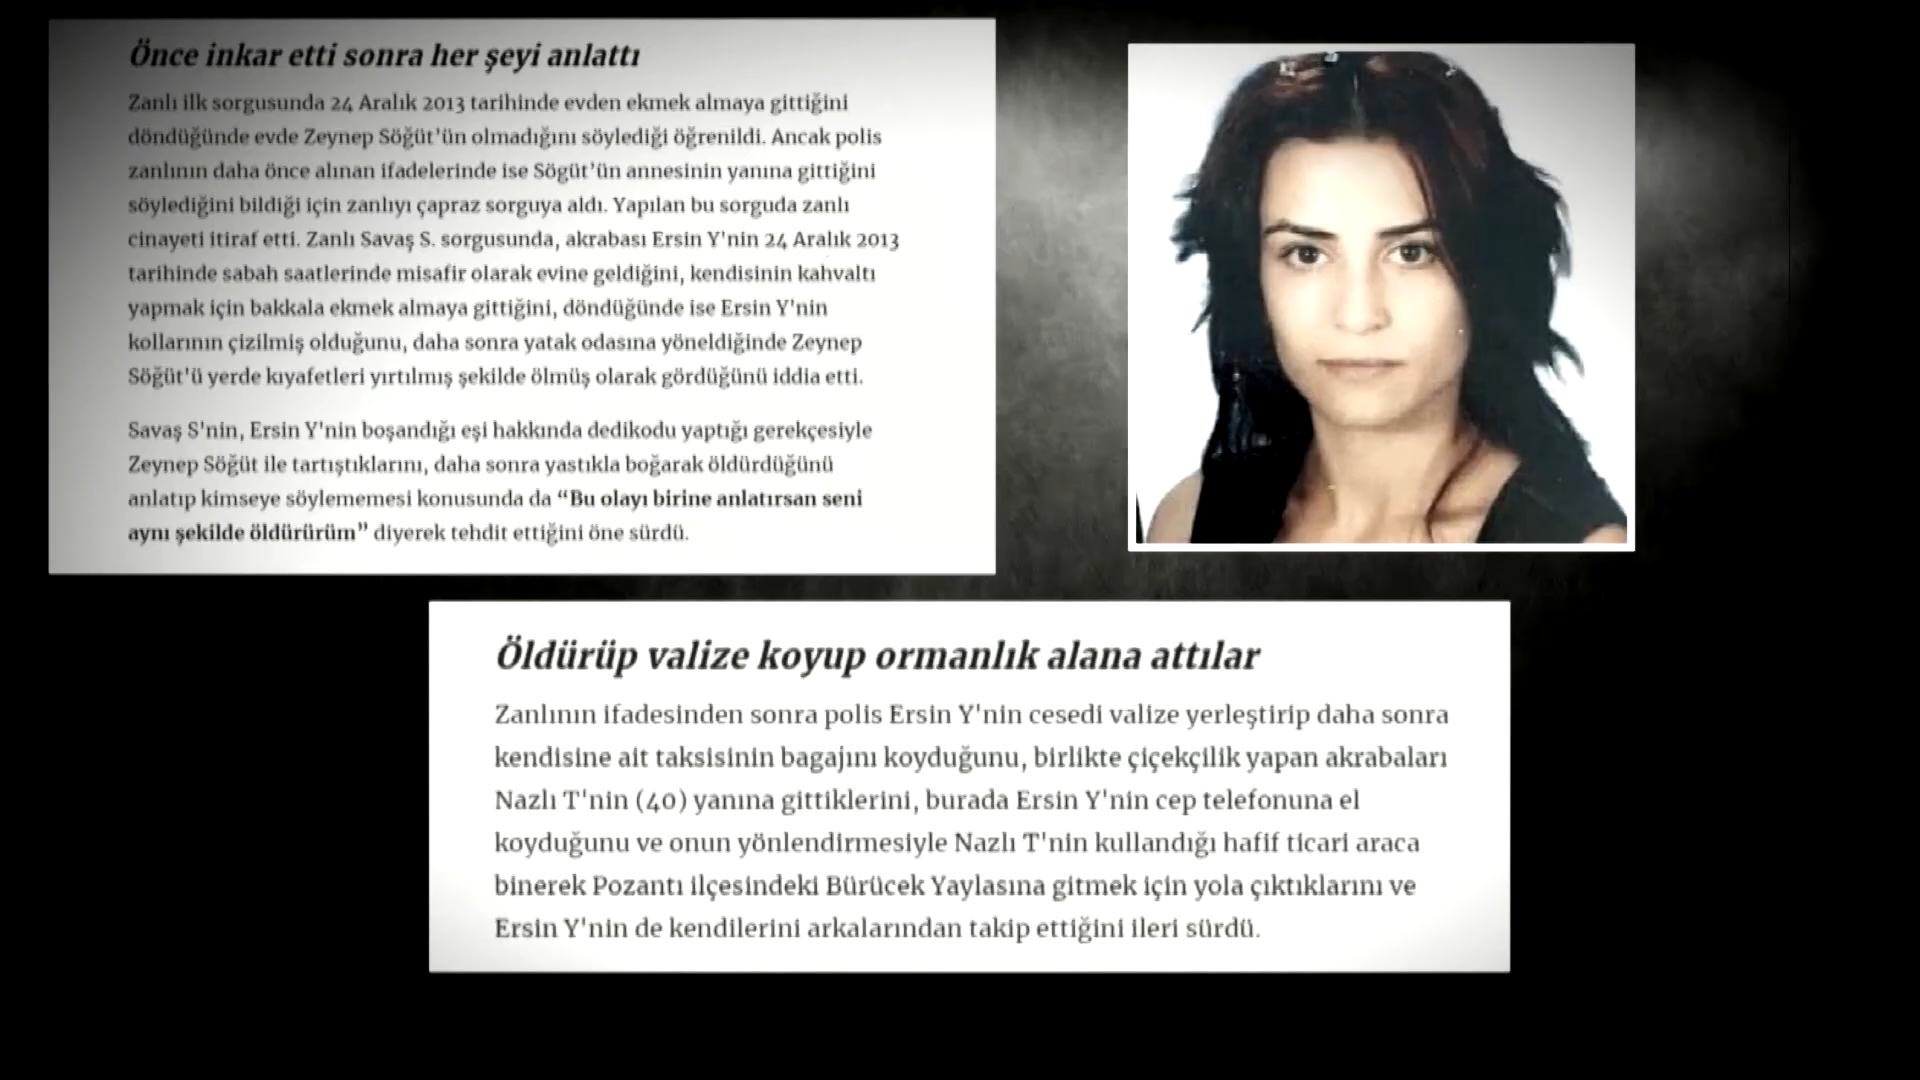 Önce inkar etti sonra her şeyi anlattı
Zanlı ilk sorgusunda 24 Aralık 2013 tarihinde evden ekmek almaya gittiğini
döndüğünde evde Zeynep Söğüt'ün olmadığını söylediği öğrenildi. Ancak polis
zanlının daha önce alınan ifadelerinde ise Sögüt'ün annesinin yanına gittiğini
söylediğini bildiği için zanlıyı çapraz sorguya aldı. Yapılan bu sorguda zanlı
cinayeti itiraf etti. Zanlı Savaş S. sorgusunda, akrabası Ersin Y'nin 24 Aralık 2013
tarihinde sabah saatlerinde misafir olarak evine geldiğini, kendisinin kahvaltı
yapmak için bakkala ekmek almaya gittiğini, döndüğünde ise Ersin Y'nin
kollarının çizilmiş olduğunu, daha sonra yatak odasına yöneldiğinde Zeynep
Söğüt'ü yerde kıyafetleri yırtılmış şekilde ölmüş olarak gördüğünü iddia etti.
Savaş S'nin, Ersin Y'nin boşandığı eşi hakkında dedikodu yaptığı gerekçesiyle
Zeynep Söğüt ile tartıştıklarını, daha sonra yastıkla boğarak öldürdüğünü
anlatıp kimseye söylememesi konusunda da “Bu olayı birine anlatırsan seni
aynı şekilde öldürürüm” diyerek tehdit ettiğini öne sürdü.
Öldürüp valize koyup ormanlık alana attılar
Zanlının ifadesinden sonra polis Ersin Y'nin cesedi valize yerleştirip daha sonra
kendisine ait taksisinin bagajını koyduğunu, birlikte çiçekçilik yapan akrabaları
Nazlı T'nin (40) yanına gittiklerini, burada Ersin Y'nin cep telefonuna el
koyduğunu ve onun yönlendirmesiyle Nazlı T'nin kullandığı hafif ticari araca
binerek Pozantı ilçesindeki Bürücek Yaylasına gitmek için yola çıktıklarını ve
Ersin Y'nin de kendilerini arkalarından takip ettiğini ileri sürdü.